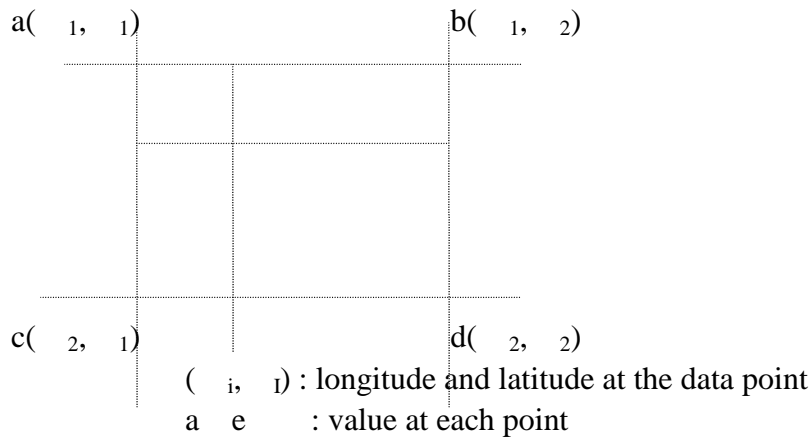 a( 1, 1) b( 1, 2)
c( 2, 1) d( 2, 2)
( i, I) : longitude and latitude at the data point
a e : value at each point